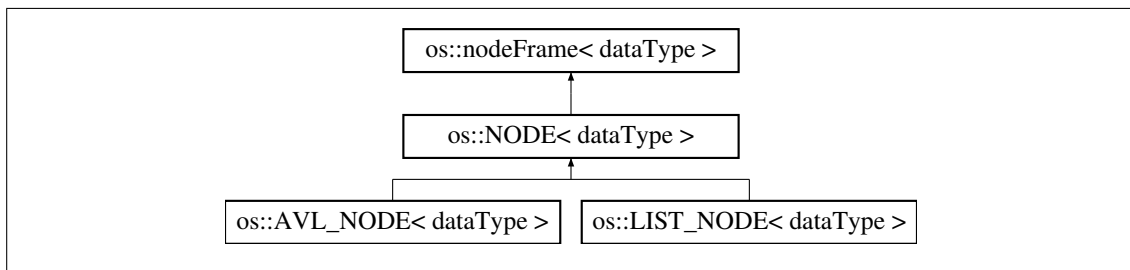 os::nodeFrame< dataType >
os::NODE< dataType >
os::AVL_NODE< dataType >
os::LIST_NODE< dataType >